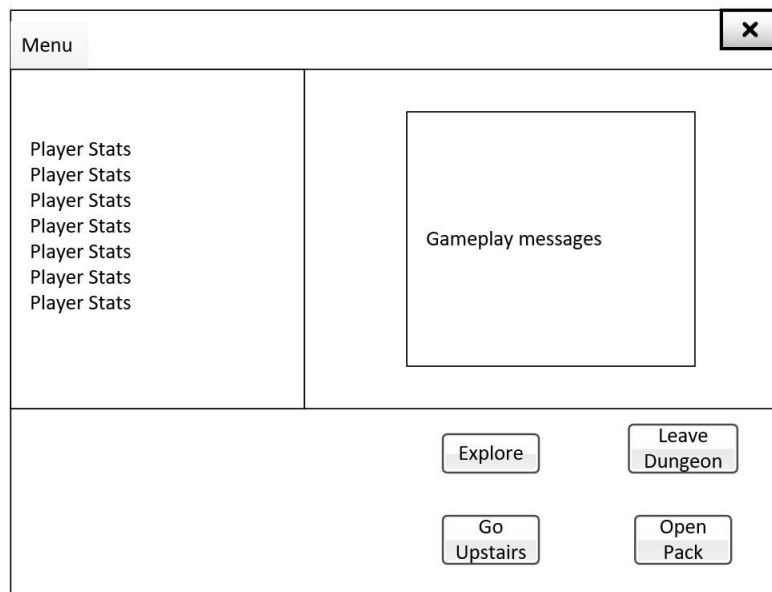 Menu
Player Stats
Player Stats
Player Stats
Player Stats
Player Stats
Player Stats
Player Stats
Gameplay messages
Explore
Leave
Dungeon
Go
Upstairs
Open
Pack